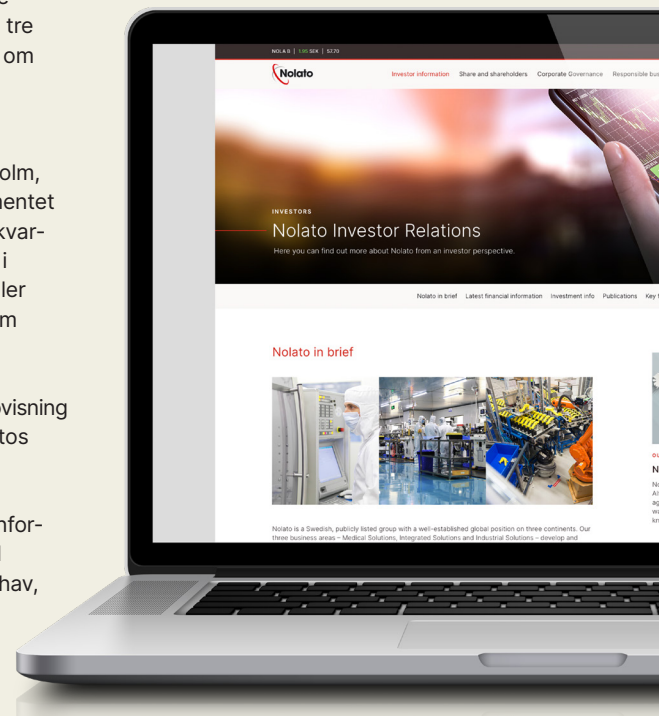 tre
om
olm,
nentet
kvar-
i
ler
m
visning
tos
nfor-
hav,
NOLA B | 1.95 SEK | 57.70
Nolato
Investor information Share and shareholders Corporate Governance Responsible bus
INVESTORS
Nolato Investor Relations
Here you can find out more about Nolato from an investor perspective.
Nolato in brief Latest financial information Investment info Publications Key
Nolato in brief
Nolato is a Swedish, publicly listed group with a well-established global position on three continents. Our
three business areas – Medical Solutions, Integrated Solutions and Industrial Solutions – develop and